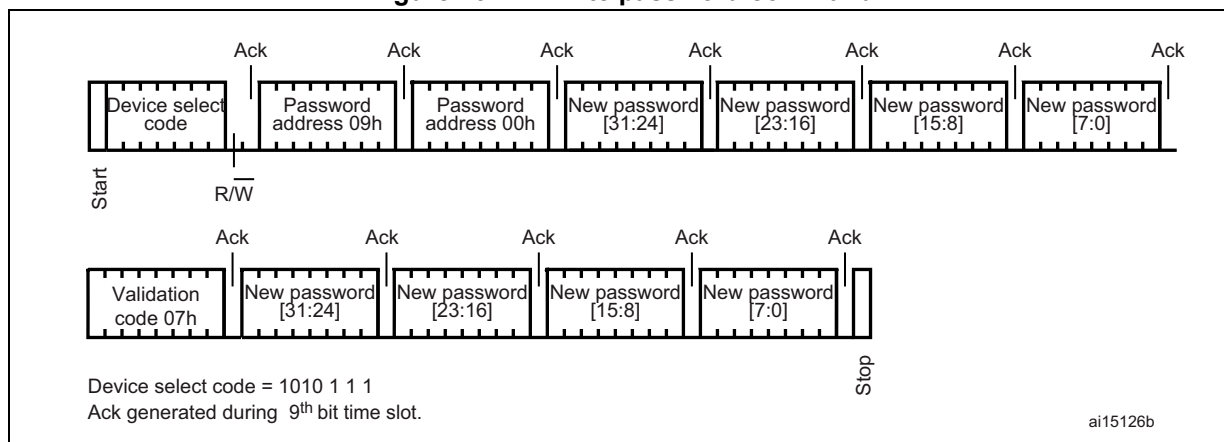 Ack Ack Ack Ack Ack Ack Ack
Device select
code
Password
address 09h
Password
address 00h
New password
[31:24]
New password
[23:16]
New password
[15:8]
New password
[7:0]
Start
R/W
Ack Ack Ack Ack Ack
Validation
code 07h
New password
[31:24]
New password
[23:16]
New password
[15:8]
New password
[7:0]
Stop
Device select code = 1010 1 1 1
Ack generated during 9th bit time slot.
ai15126b